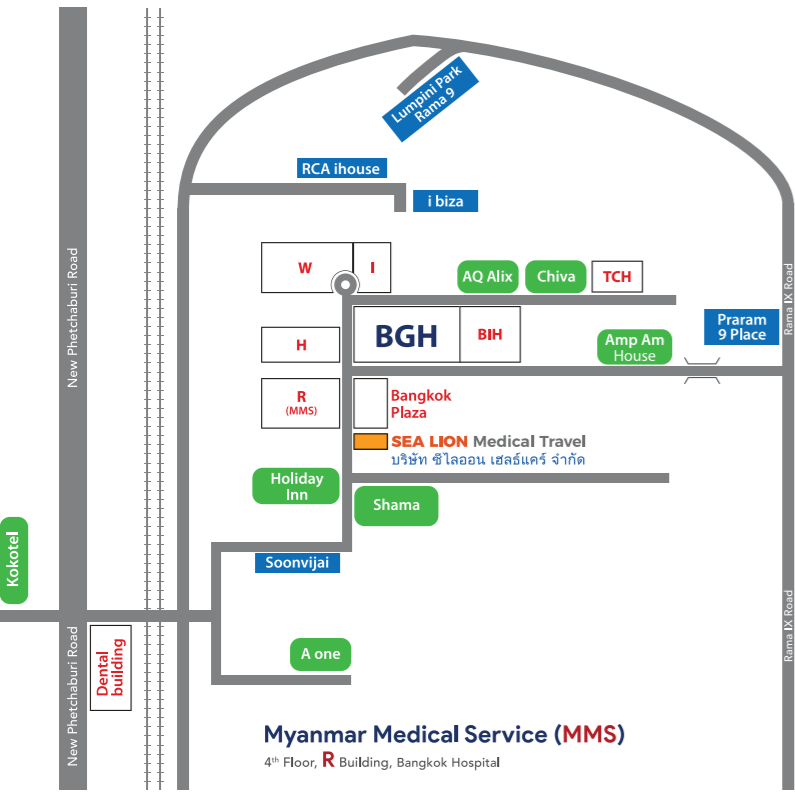 Lumpini Park
Rama 9
RCA ihouse
i biza
New Phetchaburi Road
Rama IX Road
W
I
AQ Alix
Chiva
TCH
BGH
BIH
H
Praram
9 Place
Amp Am
House
R
(MMS)
Bangkok
Plaza
SEA LION Medical Travel
บริษัท ซีไลออน เฮลธ์แคร์ จำกัด
Holiday
Inn
Shama
Kokotel
Soonvijai
Rama IX Road
New Phetchaburi Road
Dental
building
A one
Myanmar Medical Service (MMS)
4th Floor, R Building, Bangkok Hospital